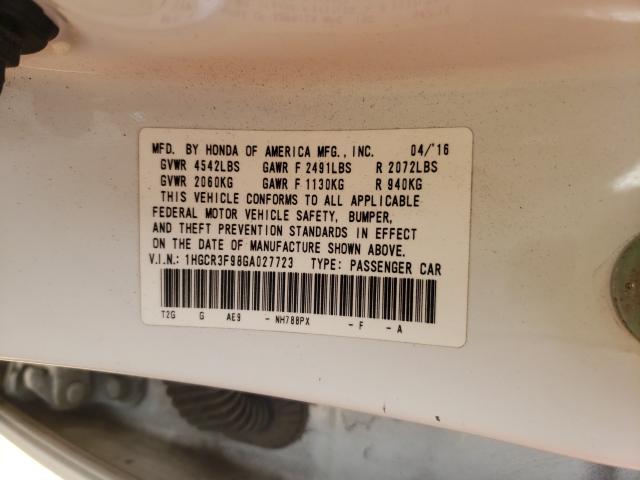 MFD. BY HONDA OF AMERICA MFG., INC. 04/'16
GVWR 4542LBS GAWR F 2491LBS R 2072LBS
GVWR 2060KG GAWR F 1130KG R 940KG
THIS VEHICLE CONFORMS TO ALL APPLICABLE
FEDERAL MOTOR VEHICLE SAFETY, BUMPER,
AND THEFT PREVENTION STANDARDS IN EFFECT
ON THE DATE OF MANUFACTURE SHOWN ABOVE.
V.I.N.: 1HGCR3F98GA027723 TYPE: PASSENGER CAR
T2G G AE9 - NH788PX - F - A